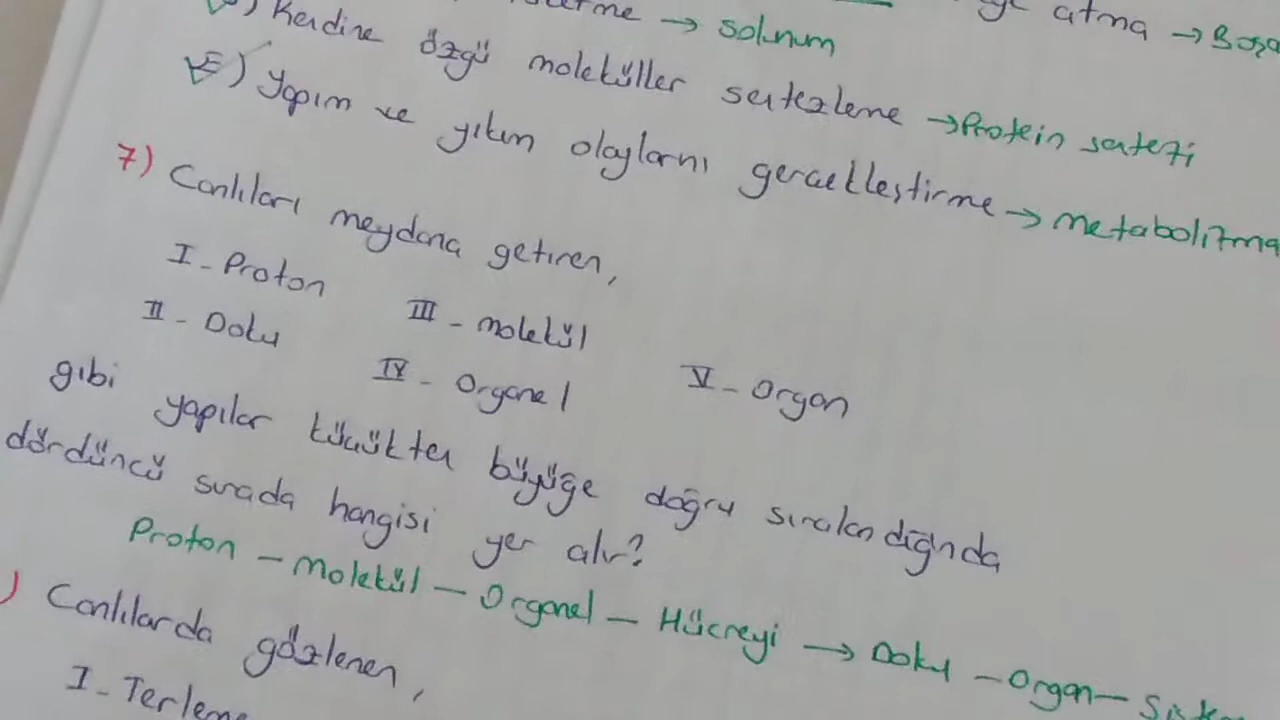 atma →
→ solunum
) Kendine özgü moleküller sentezleme → Protein sentezi
E) Yapım ve yıkım olaylarını gerçekleştirme → metabolizma
7) Canlıları meydana getiren,
I - Proton III - molekül
II - Doku IV - Organel V - Organ
gibi yapılar küçükten büyüğe doğru sıralandığında
dördüncü sırada hangisi yer alır?
Proton - molekül - Organel - Hücreyi → Doku - Organ -
) Canlılarda gözlenen,
I - Terleme